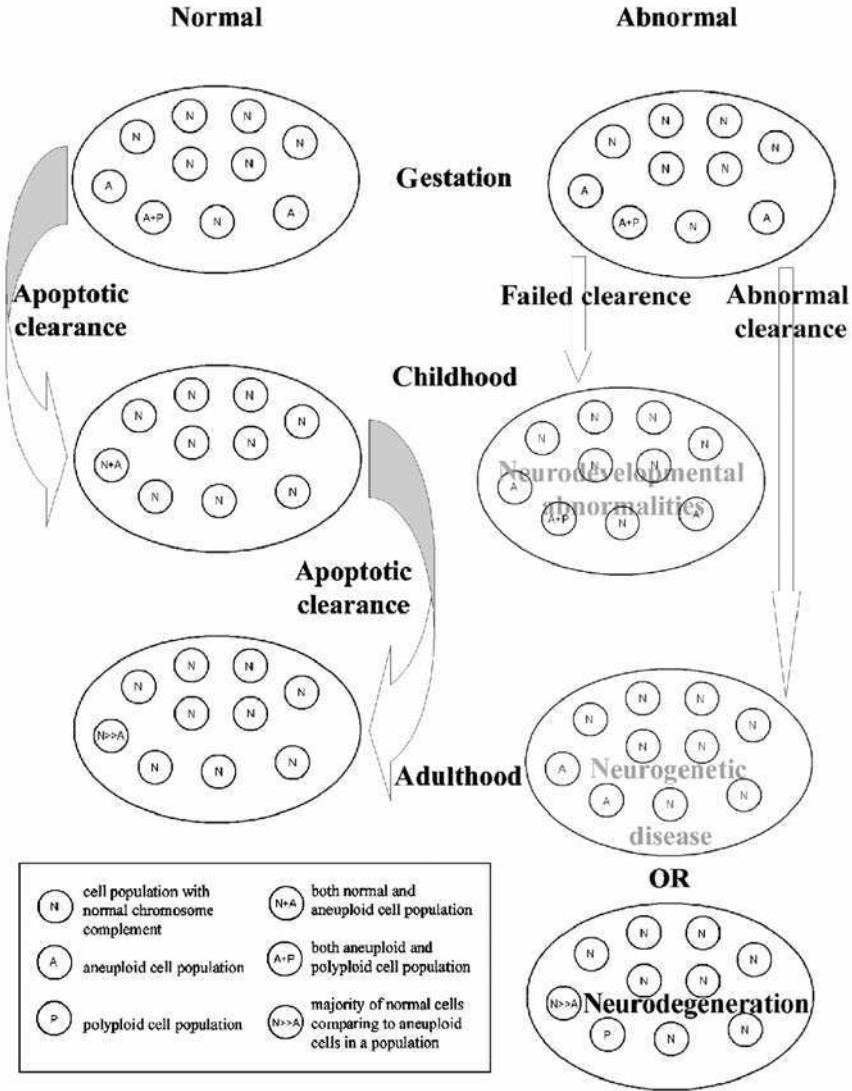 Normal
Abnormal
N N
N N
N N
A
A+P N A
Gestation
N N
N N
N N
A
A+P N A
Apoptotic
clearance
Failed clearence
Abnormal
clearance
Childhood
N N
N N
N N
N+A
N N N
N N
N N
N N
Neurodevelopmental
A
abnormalities
A+P N A
Apoptotic
clearance
N N
N N
N N
N>>A
N N N
Adulthood
N N
N N
N N
A Neurogenetic
A N N
disease
OR
N N
N N
N N
N>>A Neurodegeneration
P N N
N cell population with
normal chromosome
complement
A aneuploid cell population
P polyploid cell population
N+A both normal and
aneuploid cell population
A+P both aneuploid and
polyploid cell population
N>>A majority of normal cells
comparing to aneuploid
cells in a population